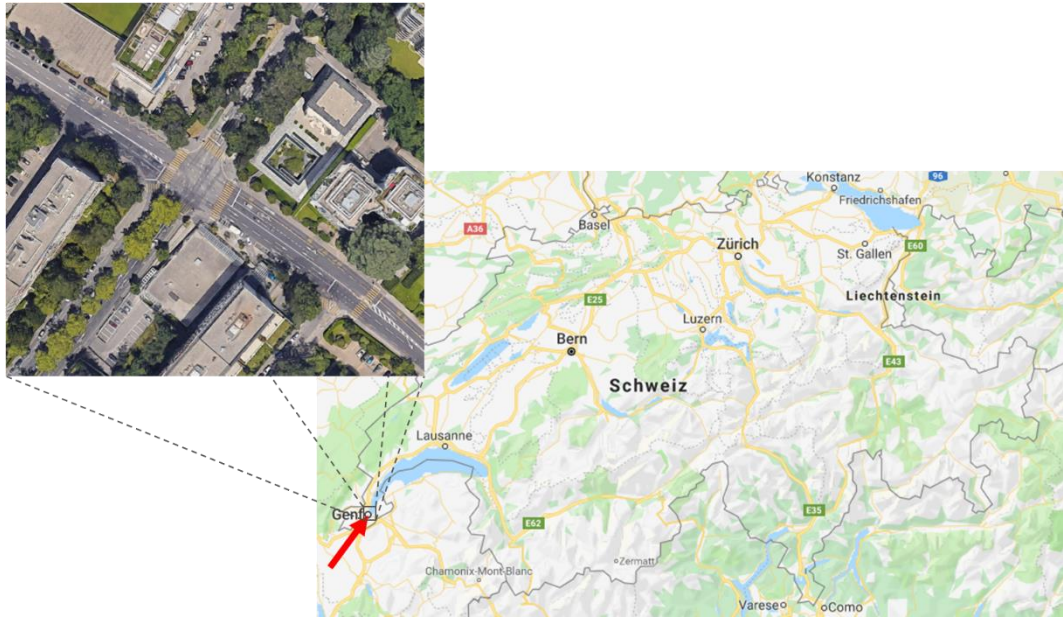 Konstanz
96
Friedrichshafen
Basel
A36
Zürich
St. Gallen
E60
Liechtenstein
E25
Luzern
Bern
E43
Schweiz
Lausanne
Genf
E35
E62
Zermatt
Chamonix-Mont-Blanc
Varese
Como